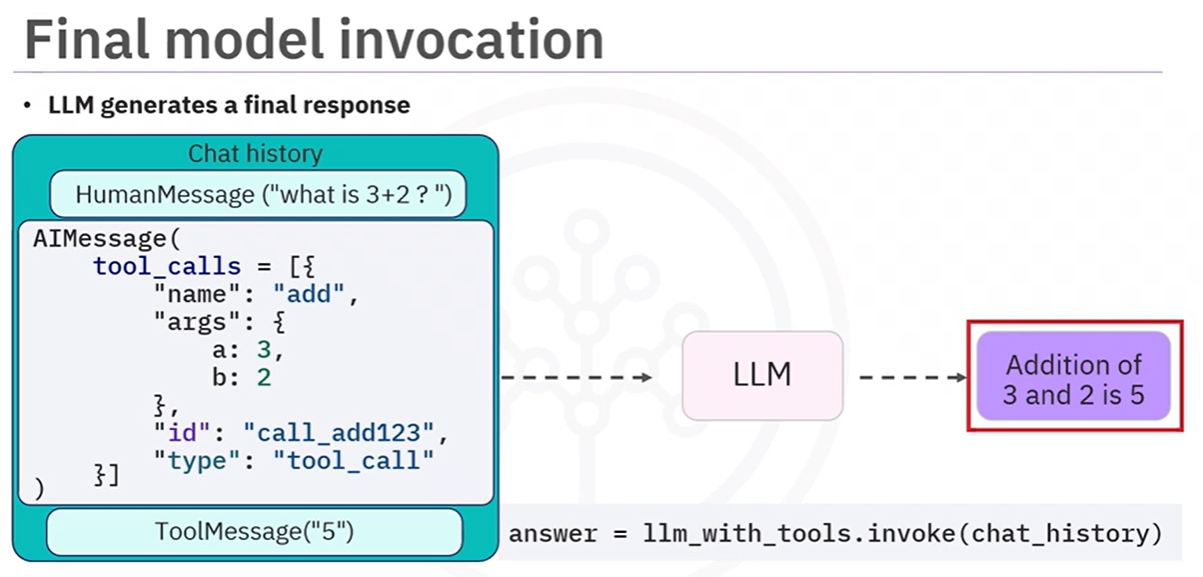 Final model invocation
• LLM generates a final response
Chat history
HumanMessage ("what is 3+2 ? ")
AIMessage(
tool_calls = [{
"name": "add",
"args": {
a: 3,
b: 2
},
"id": "call_add123",
"type": "tool_call"
}]
)
ToolMessage("5")
LLM
Addition of
3 and 2 is 5
answer = llm_with_tools.invoke(chat_history)